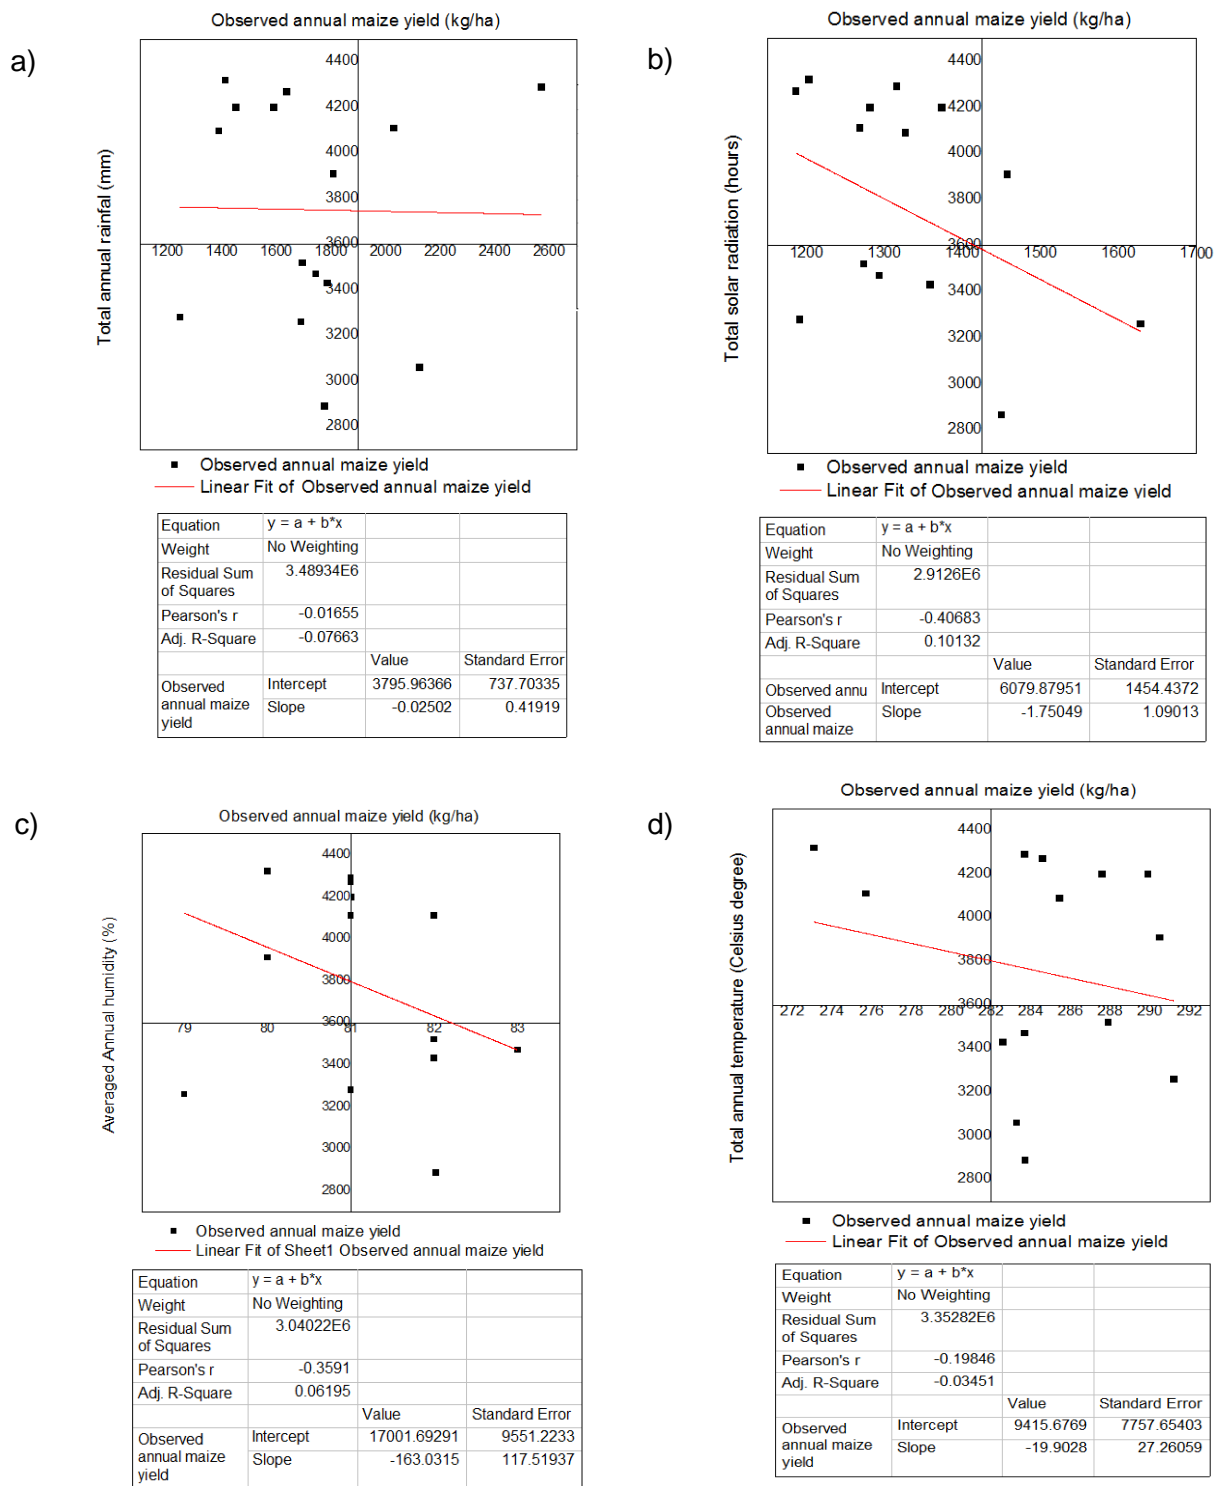 a)
Observed annual maize yield (kg/ha)
Total annual rainfal (mm)
4400
4200
4000
3800
3600
3400
3200
3000
2800
1200 1400 1600 1800 2000 2200 2400 2600
Observed annual maize yield
Linear Fit of Observed annual maize yield
Equation y = a + b*x
Weight No Weighting
Residual Sum of Squares 3.48934E6
Pearson's r -0.01655
Adj. R-Square -0.07663
Value Standard Error
Observed annual maize yield Intercept 3795.96366 737.70335
Slope -0.02502 0.41919
b)
Observed annual maize yield (kg/ha)
Total solar radiation (hours)
4400
4200
4000
3800
3600
3400
3200
3000
2800
1200 1300 1400 1500 1600 1700
Observed annual maize yield
Linear Fit of Observed annual maize yield
Equation y = a + b*x
Weight No Weighting
Residual Sum of Squares 2.9126E6
Pearson's r -0.40683
Adj. R-Square 0.10132
Value Standard Error
Observed annu Intercept 6079.87951 1454.4372
Observed annual maize Slope -1.75049 1.09013
c)
Observed annual maize yield (kg/ha)
Averaged Annual humidity (%)
4400
4200
4000
3800
3600
3400
3200
3000
2800
79 80 81 82 83
Observed annual maize yield
Linear Fit of Sheet1 Observed annual maize yield
Equation y = a + b*x
Weight No Weighting
Residual Sum of Squares 3.04022E6
Pearson's r -0.3591
Adj. R-Square 0.06195
Value Standard Error
Observed annual maize yield Intercept 17001.69291 9551.2233
Slope -163.0315 117.51937
d)
Observed annual maize yield (kg/ha)
Total annual temperature (Celsius degree)
4400
4200
4000
3800
3600
3400
3200
3000
2800
272 274 276 278 280 282 284 286 288 290 292
Observed annual maize yield
Linear Fit of Observed annual maize yield
Equation y = a + b*x
Weight No Weighting
Residual Sum of Squares 3.35282E6
Pearson's r -0.19846
Adj. R-Square -0.03451
Value Standard Error
Observed annual maize yield Intercept 9415.6769 7757.65403
Slope -19.9028 27.26059